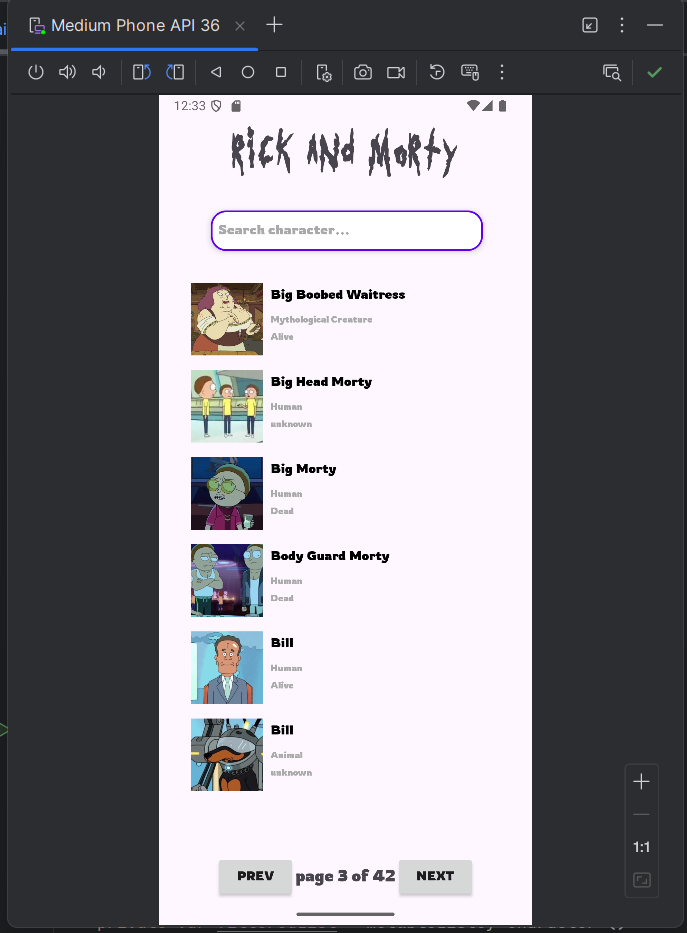 Medium Phone API 36
12:33
Rick and Morty
Search character...
Big Boobed Waitress
Mythological Creature
Alive
Big Head Morty
Human
unknown
Big Morty
Human
Dead
Body Guard Morty
Human
Dead
Bill
Human
Alive
Bill
Animal
unknown
PREV page 3 of 42 NEXT
1:1